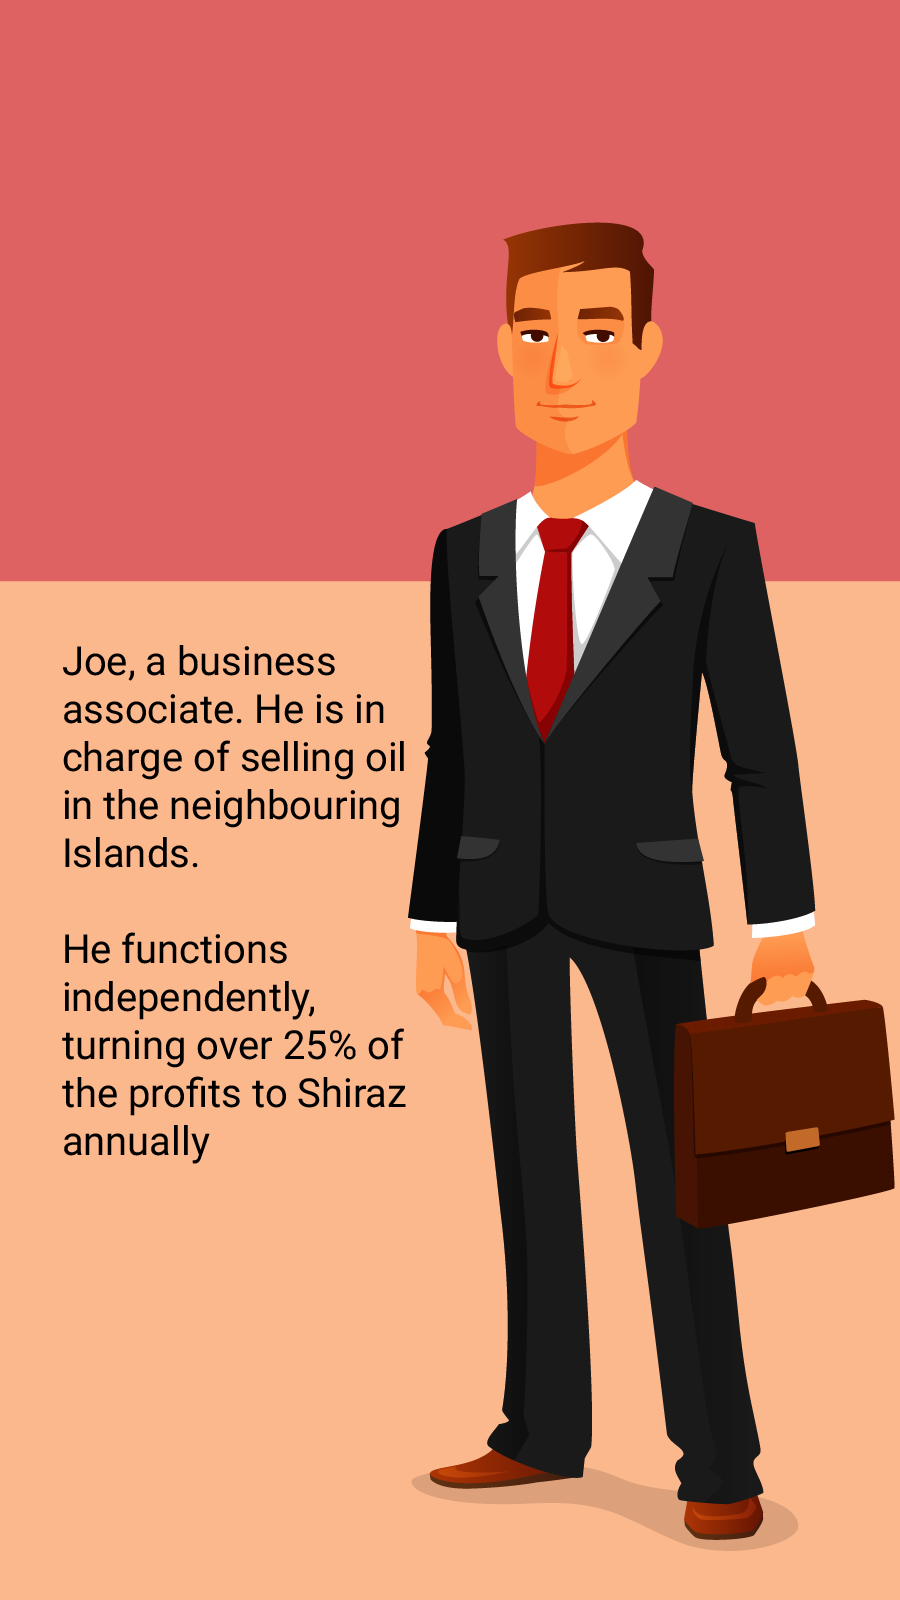 Joe, a business
associate. He is in
charge of selling oil
in the neighbouring
Islands.
He functions
independently,
turning over 25% of
the profits to Shiraz
annually